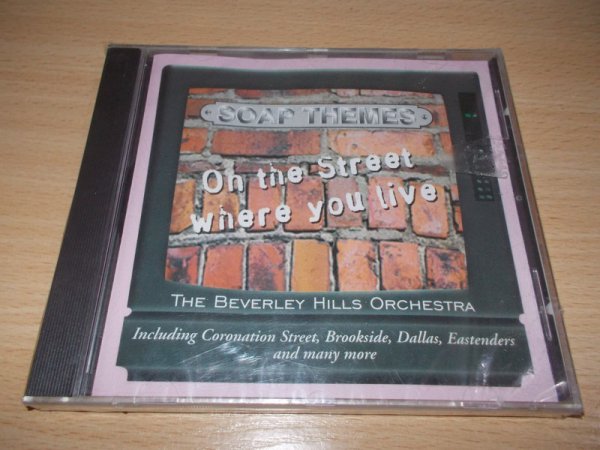 SOAP THEMES
On the Street
where you live
THE BEVERLEY HILLS ORCHESTRA
Including Coronation Street, Brookside, Dallas, Eastenders
and many more